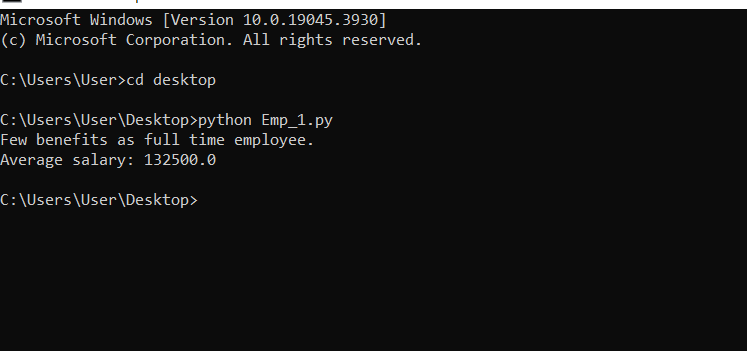 Microsoft Windows [Version 10.0.19045.3930]
(c) Microsoft Corporation. All rights reserved.
C:\Users\User>cd desktop
C:\Users\User\Desktop>python Emp_1.py
Few benefits as full time employee.
Average salary: 132500.0
C:\Users\User\Desktop>